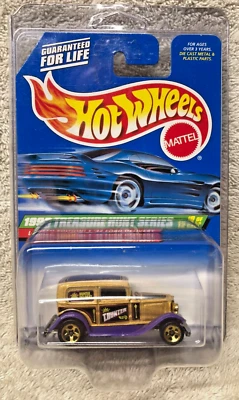 GUARANTEED
FOR LIFE
FOR AGES
OVER 3 YEARS.
DIE CAST METAL &
PLASTIC PARTS.
Hot Wheels
MATTEL
TREASURE HUNT SERIES